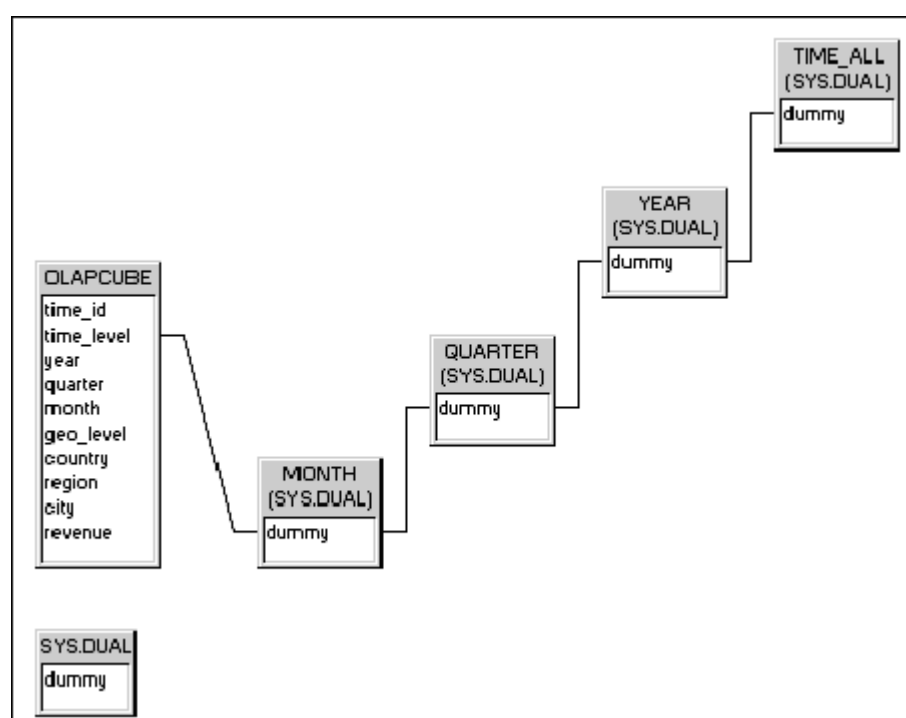 TIME_ALL
(SYS.DUAL)
dummy
YEAR
(SYS.DUAL)
dummy
OLAPCUBE
time_id
time_level
year
quarter
month
geo_level
country
region
city
revenue
QUARTER
(SYS.DUAL)
dummy
MONTH
(SYS.DUAL)
dummy
SYS.DUAL
dummy